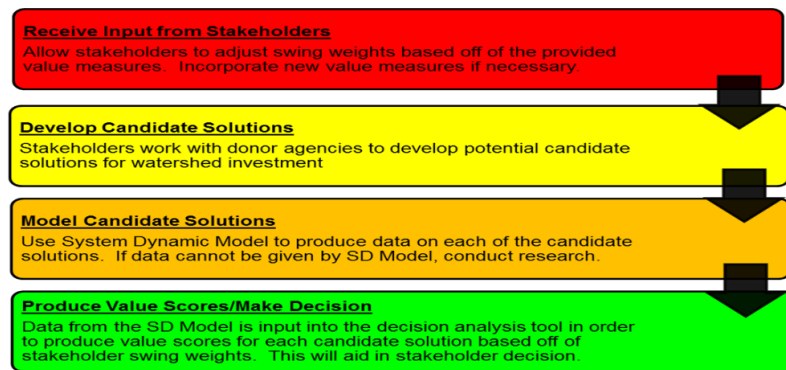 Receive Input from Stakeholders
Allow stakeholders to adjust swing weights based off of the provided
value measures.  Incorporate new value measures if necessary.
Develop Candidate Solutions
Stakeholders work with donor agencies to develop potential candidate
solutions for watershed investment
Model Candidate Solutions
Use System Dynamic Model to produce data on each of the candidate
solutions.  If data cannot be given by SD Model, conduct research.
Produce Value Scores/Make Decision
Data from the SD Model is input into the decision analysis tool in order
to produce value scores for each candidate solution based off of
stakeholder swing weights.  This will aid in stakeholder decision.